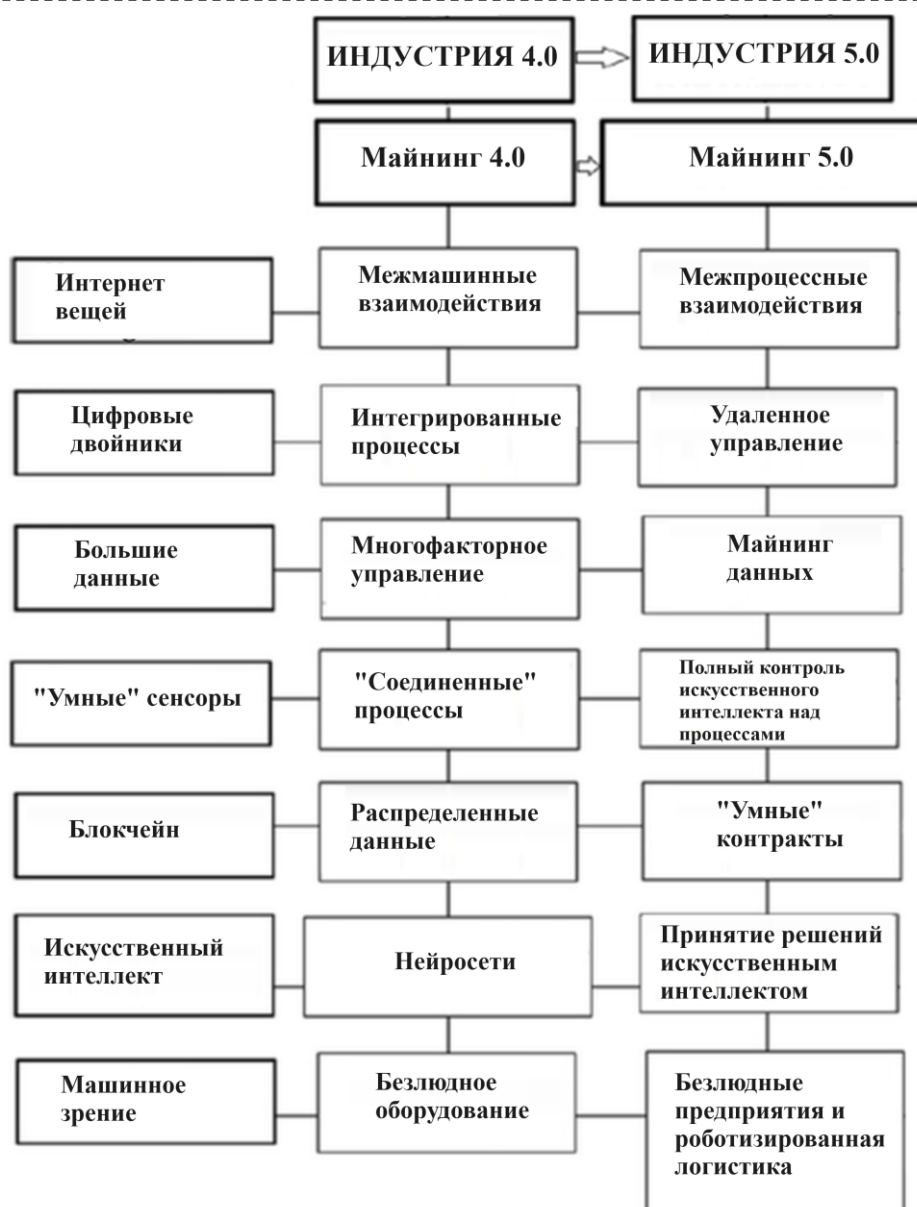 ИНДУСТРИЯ 4.0
ИНДУСТРИЯ 5.0
Майнинг 4.0
Майнинг 5.0
Интернет
вещей
Межмашинные
взаимодействия
Межпроцессные
взаимодействия
Цифровые
двойники
Интегрированные
процессы
Удаленное
управление
Большие
данные
Многофакторное
управление
Майнинг
данных
"Умные" сенсоры
"Соединенные"
процессы
Полный контроль
искусственного
интеллекта над
процессами
Блокчейн
Распределенные
данные
"Умные"
контракты
Искусственный
интеллект
Нейросети
Принятие решений
искусственным
интеллектом
Машинное
зрение
Безлюдное
оборудование
Безлюдные
предприятия и
роботизированная
логистика